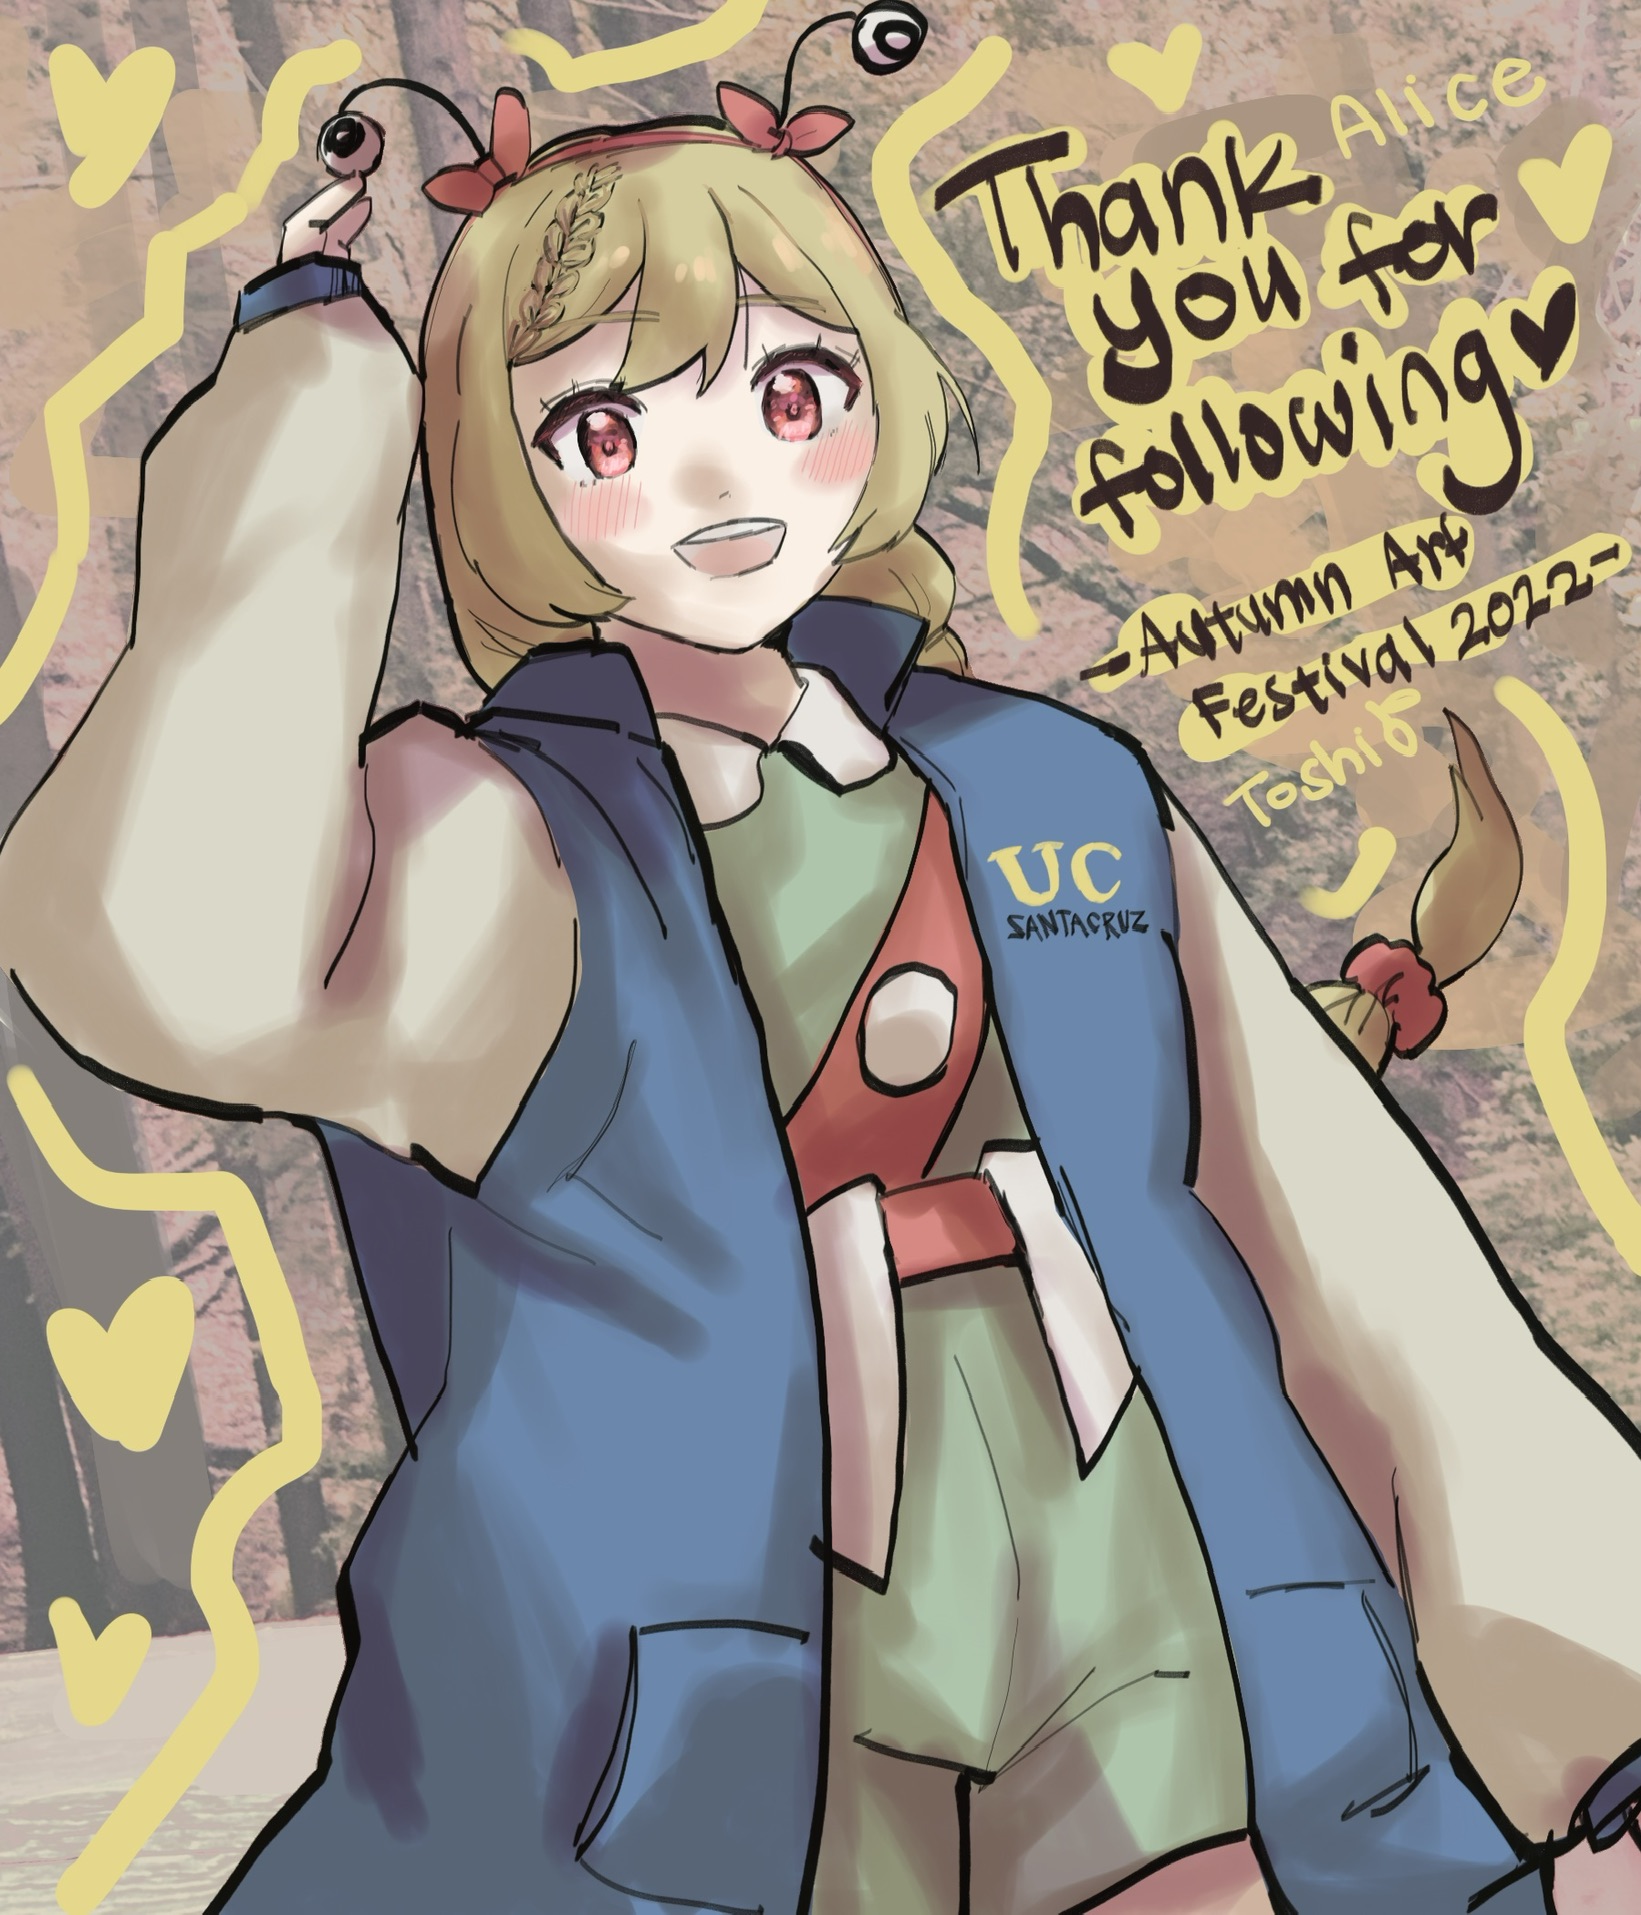 Alice
Thank
you for
following♥
-Autumn Art
Festival 2022-
Toshi
UC
SANTACRUZ